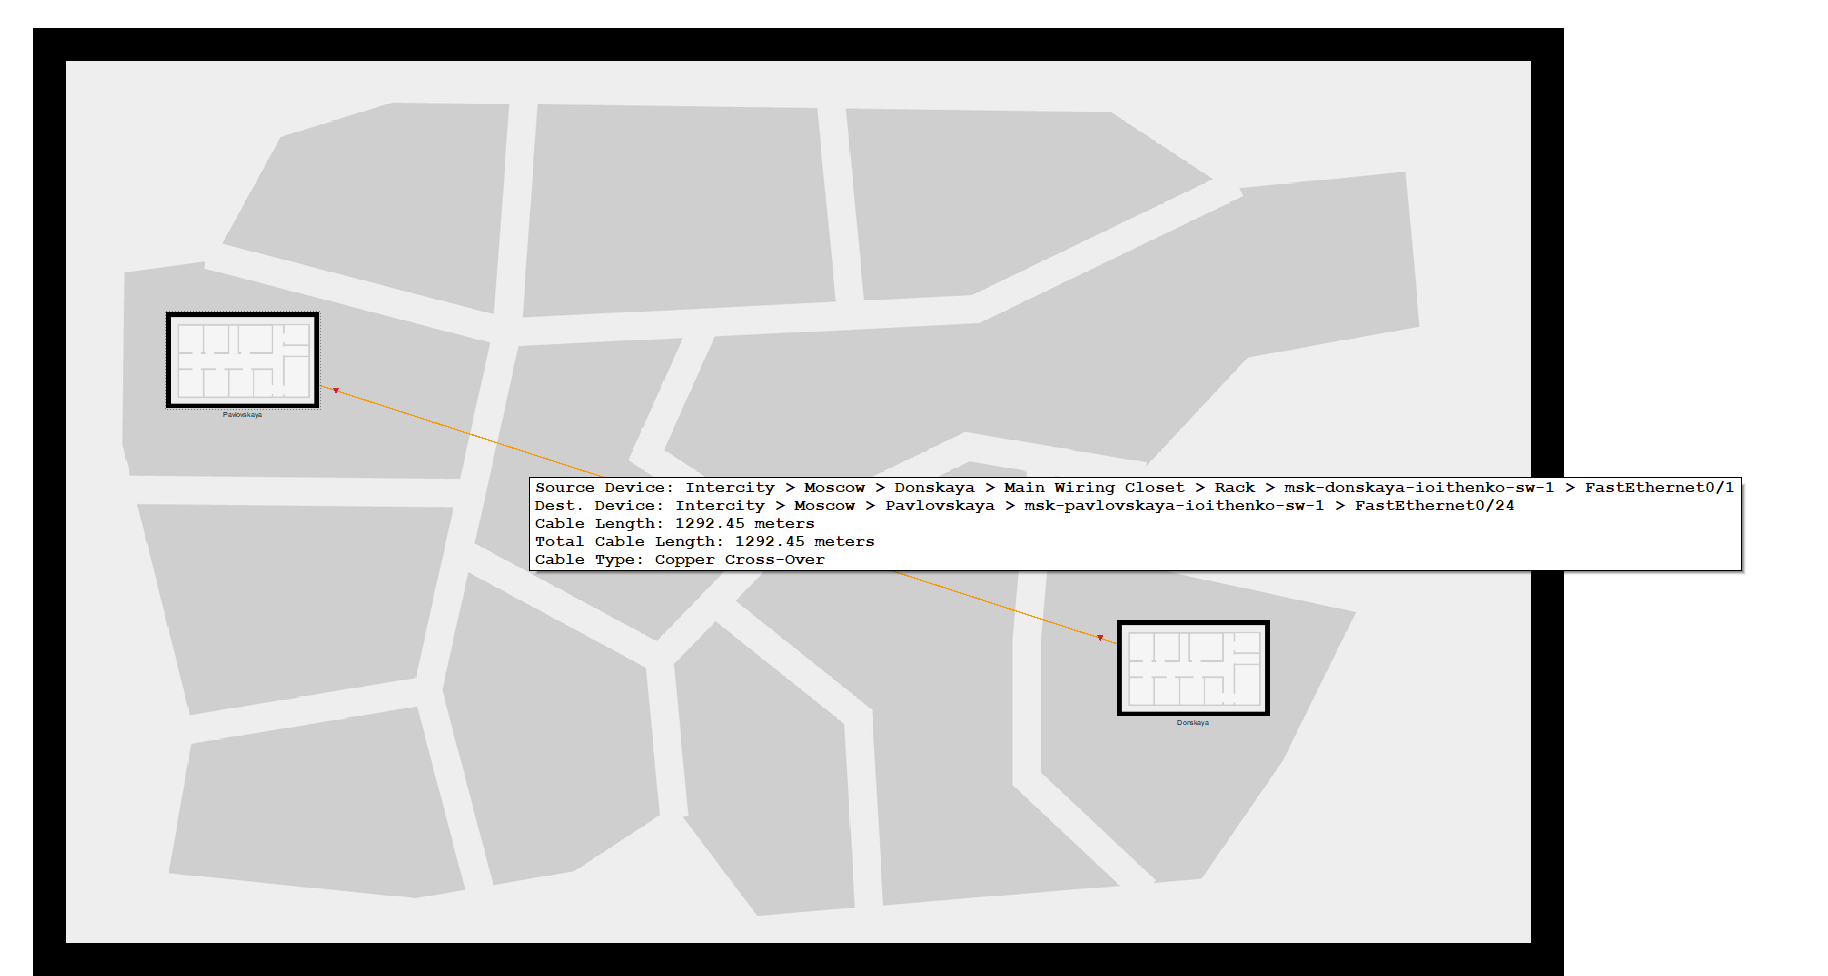 Pavlovskaya
Source Device: Intercity > Moscow > Donskaya > Main Wiring Closet > Rack > msk-donskaya-ioithenko-sw-1 > FastEthernet0/1
Dest. Device: Intercity > Moscow > Pavlovskaya > msk-pavlovskaya-ioithenko-sw-1 > FastEthernet0/24
Cable Length: 1292.45 meters
Total Cable Length: 1292.45 meters
Cable Type: Copper Cross-Over
Donskaya